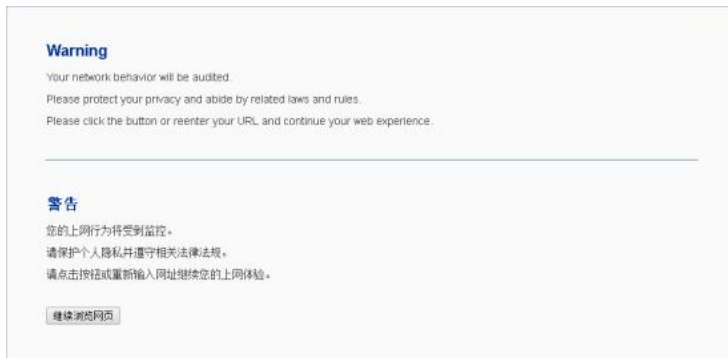 Warning
Your network behavior will be audited.
Please protect your privacy and abide by related laws and rules.
Please click the button or reenter your URL and continue your web experience.
警告
您的上网行为将受到监控。
请保护个人隐私并遵守相关法律法规。
请点击按钮或重新输入网址继续您的上网体验。
继续浏览网页